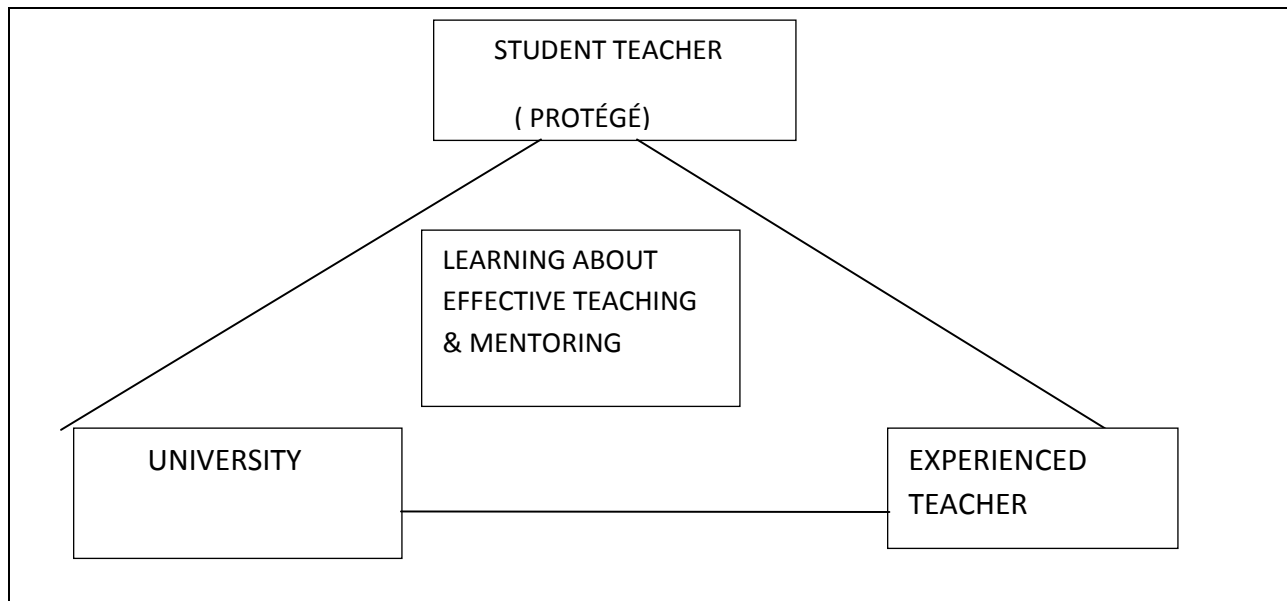 STUDENT TEACHER
( PROTÉGÉ)
LEARNING ABOUT
EFFECTIVE TEACHING
& MENTORING
UNIVERSITY
EXPERIENCED
TEACHER